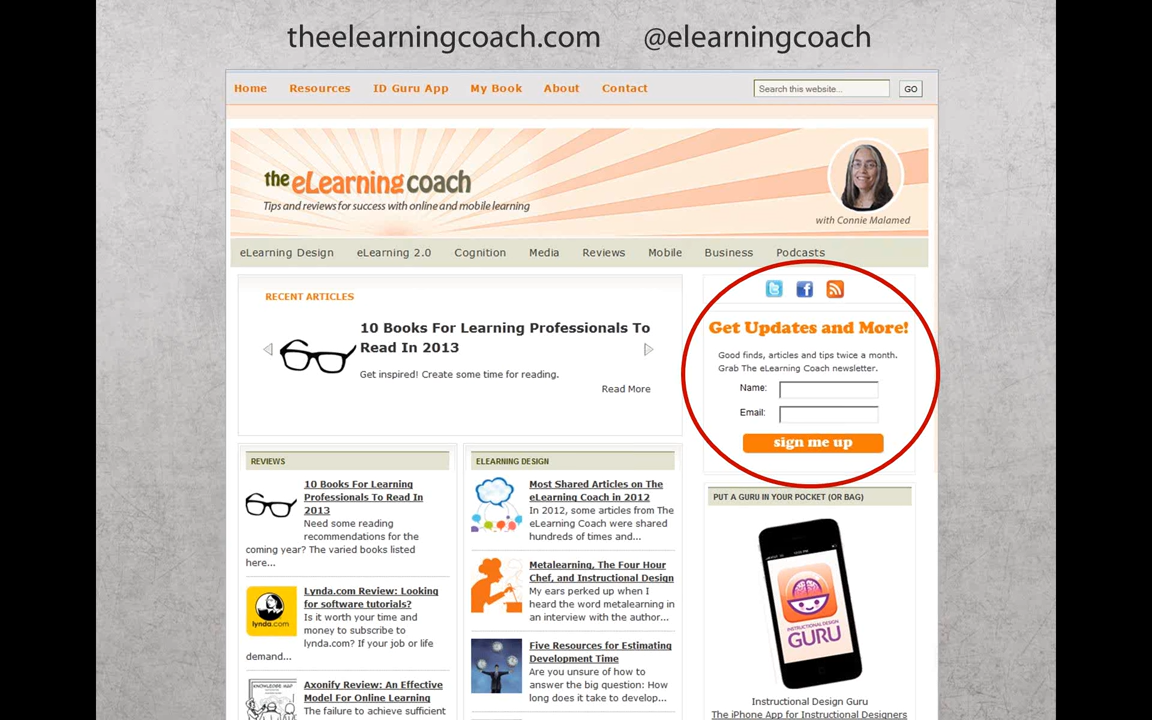 theelearningcoach.com @elearningcoach
Home Resources ID Guru App My Book About Contact
Search this website... GO
the eLearning coach
Tips and reviews for success with online and mobile learning
with Connie Malamed
eLearning Design eLearning 2.0 Cognition Media Reviews Mobile Business Podcasts
RECENT ARTICLES
10 Books For Learning Professionals To
Read In 2013
Get inspired! Create some time for reading.
Read More
Get Updates and More!
Good finds, articles and tips twice a month.
Grab The eLearning Coach newsletter.
Name:
Email:
sign me up
REVIEWS
10 Books For Learning
Professionals To Read In
2013
Need some reading
recommendations for the
coming year? The varied books listed
here...
lynda.com
Lynda.com Review: Looking
for software tutorials?
Is it worth your time and
money to subscribe to
lynda.com? If your job or life
demand...
KNOWLEDGE MAP
Axonify Review: An Effective
Model For Online Learning
The failure to achieve sufficient
ELEARNING DESIGN
Most Shared Articles on The
eLearning Coach in 2012
In 2012, some articles from The
eLearning Coach were shared
hundreds of times and...
Metalearning, The Four Hour
Chef, and Instructional Design
My ears perked up when I
heard the word metalearning in
an interview with the author...
Five Resources for Estimating
Development Time
Are you unsure of how to
answer the big question: How
long does it take to develop...
PUT A GURU IN YOUR POCKET (OR BAG)
INSTRUCTIONAL DESIGN
GURU
Instructional Design Guru
The iPhone App for Instructional Designers